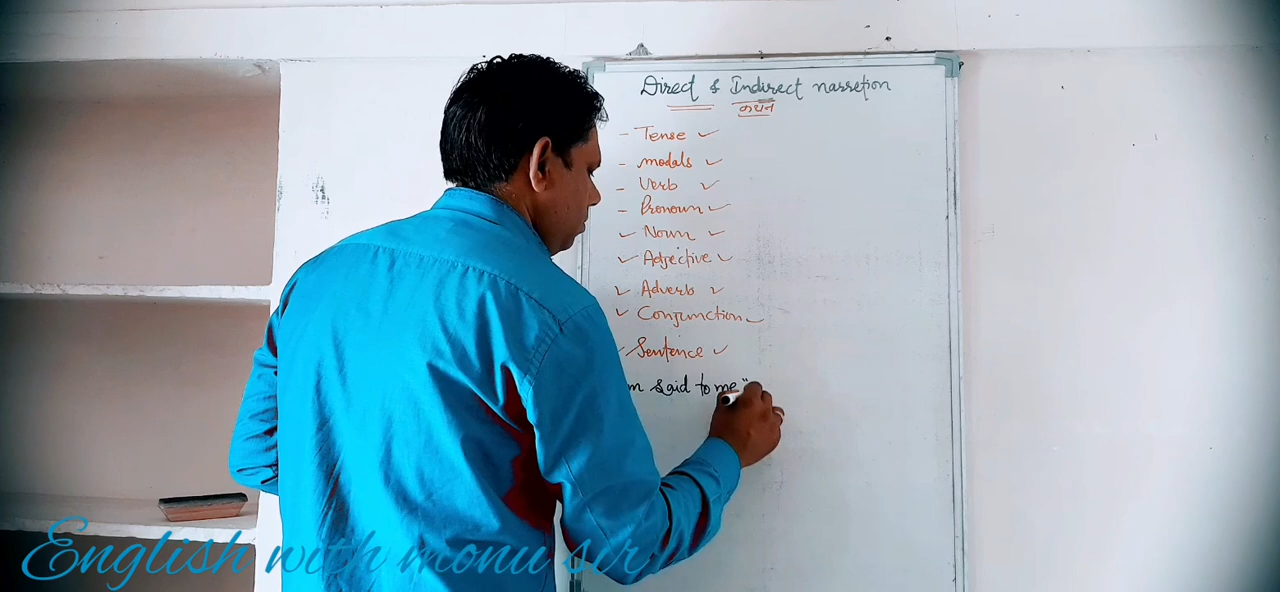 Direct & Indirect narretion
कथन
- Tense ✓
- modals ✓
- Verb ✓
- Pronoun ✓
✓ Noun ✓
✓ Adjective ✓
✓ Adverb ✓
✓ Conjunction ✓
✓ Sentence ✓
m said to me "
English with monu sir